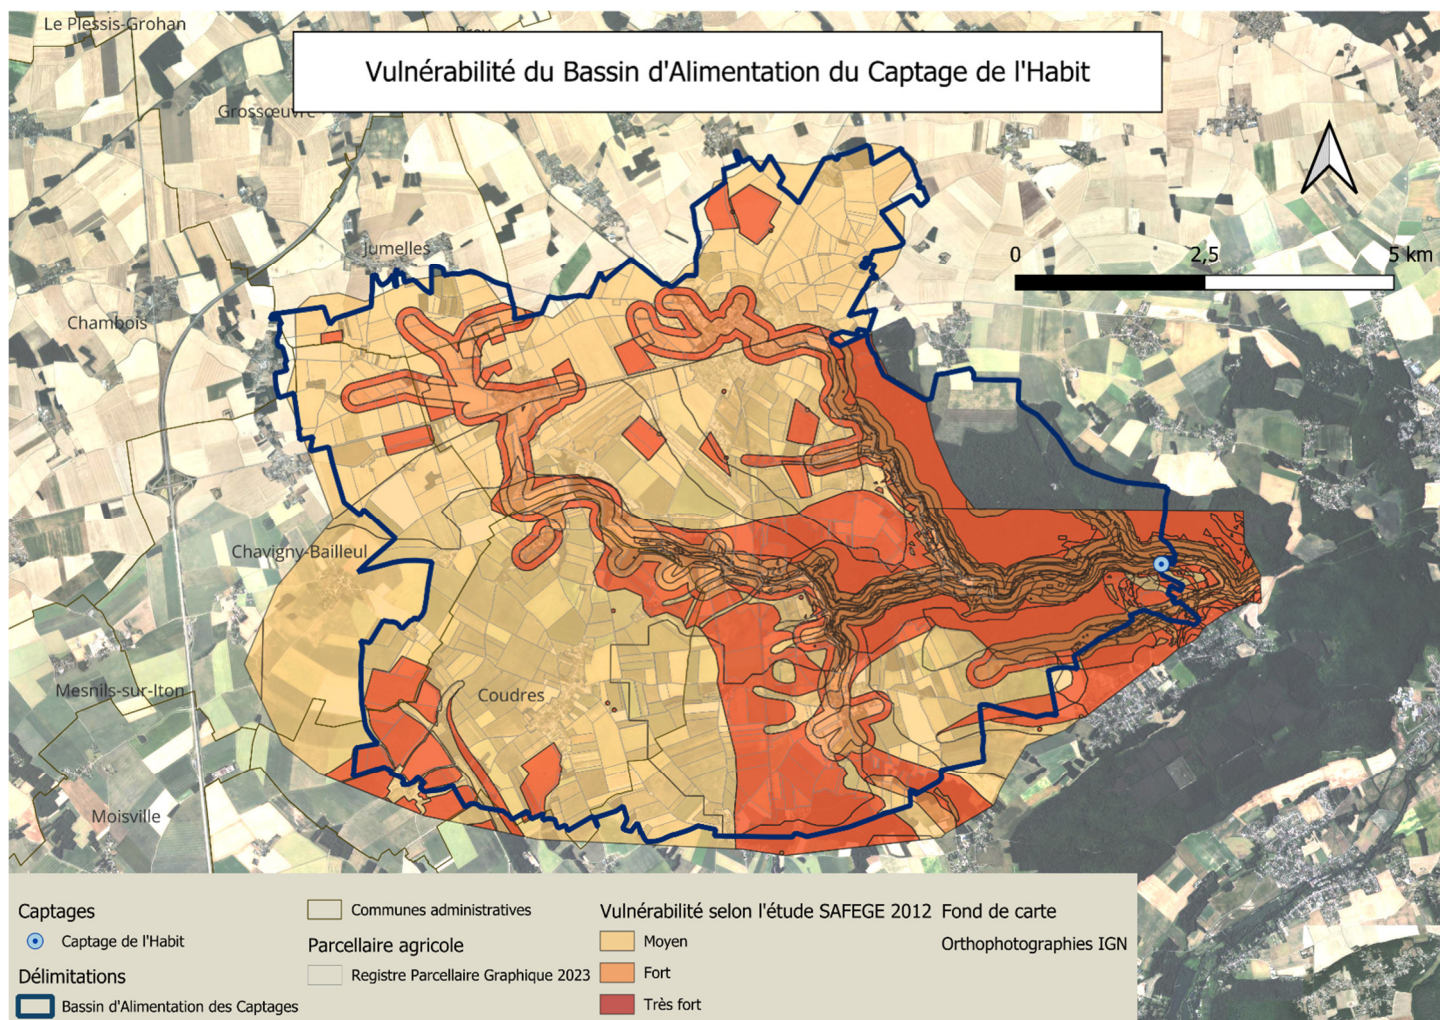 Le Plessis-Grohan
Vulnérabilité du Bassin d'Alimentation du Captage de l'Habit
Grossœuvre
Jumelles
0 2,5 5 km
Chambois
Chavigny-Bailleul
Mesnils-sur-Iton
Coudres
Moisville
Captages
Captage de l'Habit
Délimitations
Bassin d'Alimentation des Captages
Communes administratives
Parcellaire agricole
Registre Parcellaire Graphique 2023
Vulnérabilité selon l'étude SAFEGE 2012
Moyen
Fort
Très fort
Fond de carte
Orthophotographies IGN